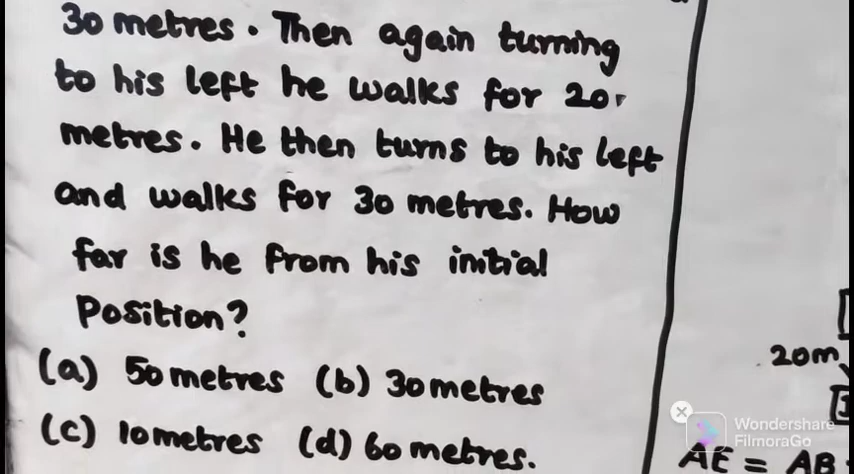 30 metres. Then again turning
to his left he walks for 20
metres. He then turns to his left
and walks for 30 metres. How
far is he from his initial
Position?
(a) 50 metres (b) 30 metres
(c) 10 metres (d) 60 metres.
20m
AE = AB
Wondershare
FilmoraGo